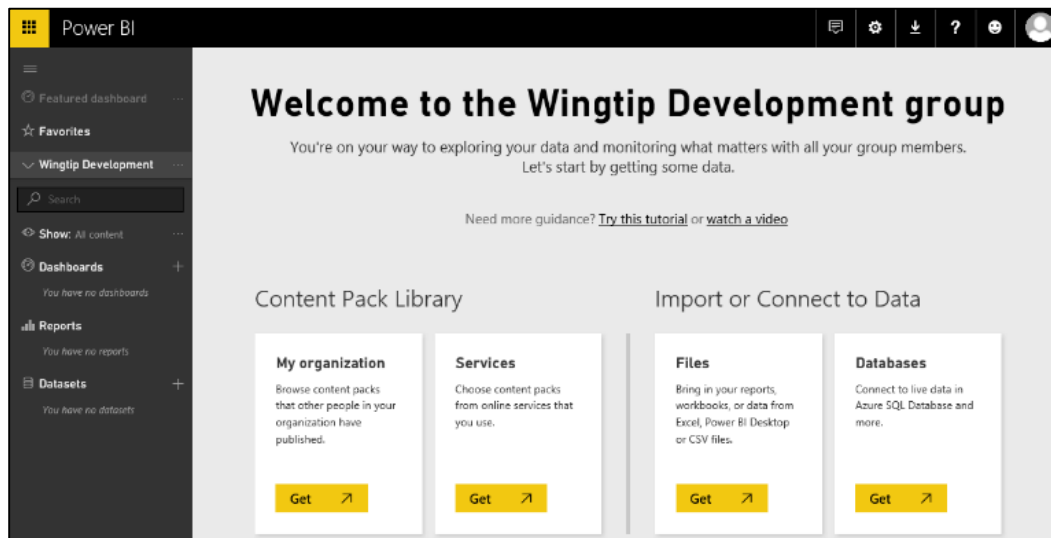 Power BI
?
Featured dashboard ...
Favorites
Wingtip Development ...
Search
Show: All content ...
Dashboards +
You have no dashboards
Reports
You have no reports
Datasets +
You have no datasets
Welcome to the Wingtip Development group
You're on your way to exploring your data and monitoring what matters with all your group members.
Let's start by getting some data.
Need more guidance? Try this tutorial or watch a video
Content Pack Library
My organization
Browse content packs
that other people in your
organization have
published.
Get
Services
Choose content packs
from online services that
you use.
Get
Import or Connect to Data
Files
Bring in your reports,
workbooks, or data from
Excel, Power BI Desktop
or CSV files.
Get
Databases
Connect to live data in
Azure SQL Database and
more.
Get